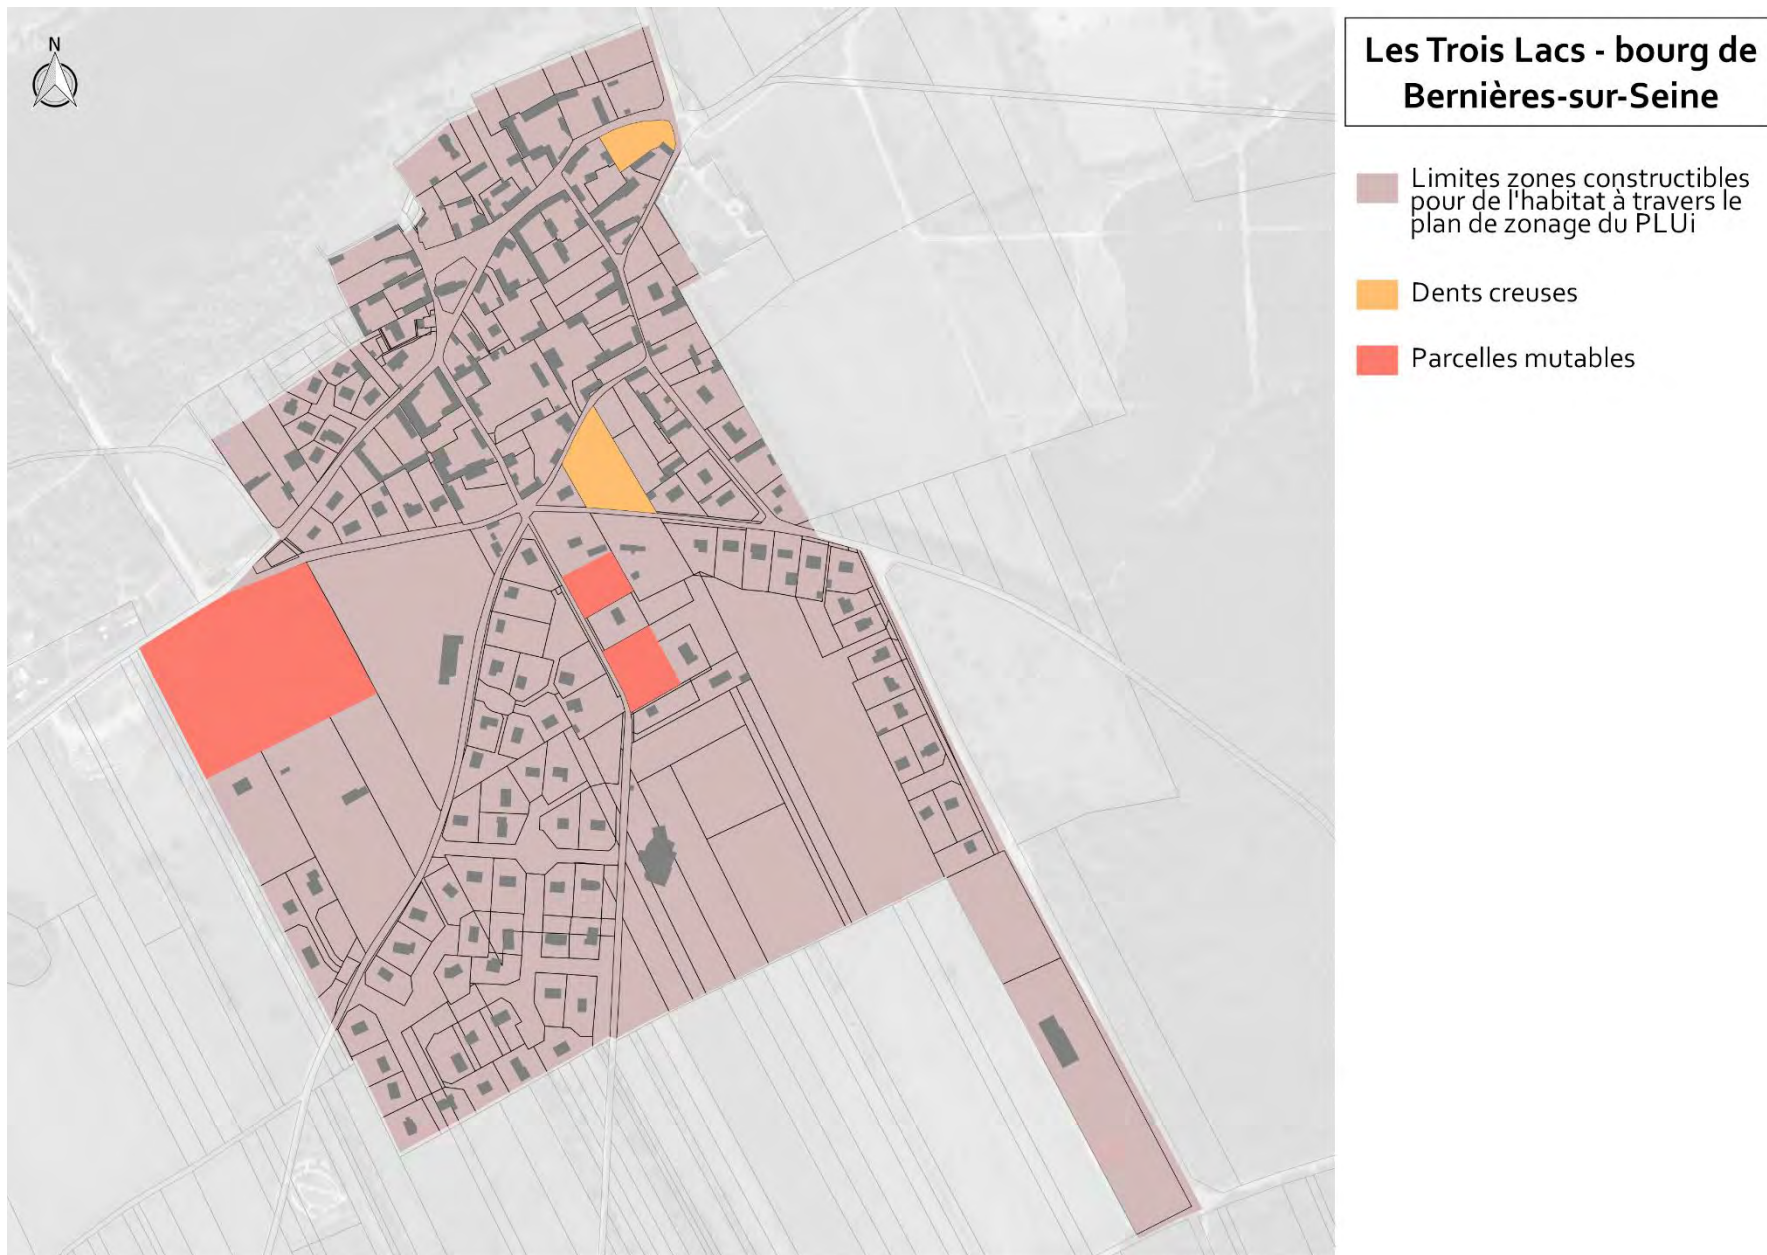 N
Les Trois Lacs - bourg de
Bernières-sur-Seine
Limites zones constructibles
pour de l'habitat à travers le
plan de zonage du PLUi
Dents creuses
Parcelles mutables